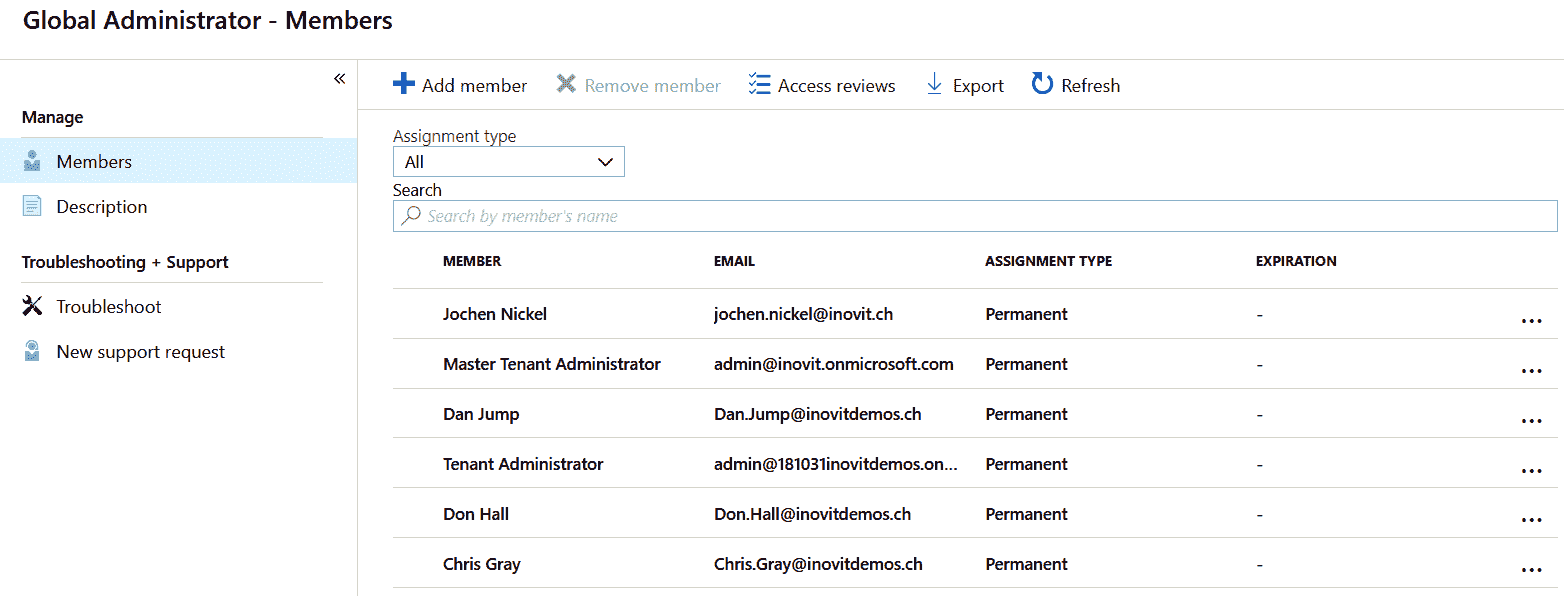 Global Administrator - Members
«
Manage
Members
Description
Troubleshooting + Support
Troubleshoot
New support request
Add member Remove member Access reviews Export Refresh
Assignment type
All
Search
Search by member's name
MEMBER EMAIL ASSIGNMENT TYPE EXPIRATION
Jochen Nickel jochen.nickel@inovit.ch Permanent - ...
Master Tenant Administrator admin@inovit.onmicrosoft.com Permanent - ...
Dan Jump Dan.Jump@inovitdemos.ch Permanent - ...
Tenant Administrator admin@181031inovitdemos.on... Permanent - ...
Don Hall Don.Hall@inovitdemos.ch Permanent - ...
Chris Gray Chris.Gray@inovitdemos.ch Permanent - ...